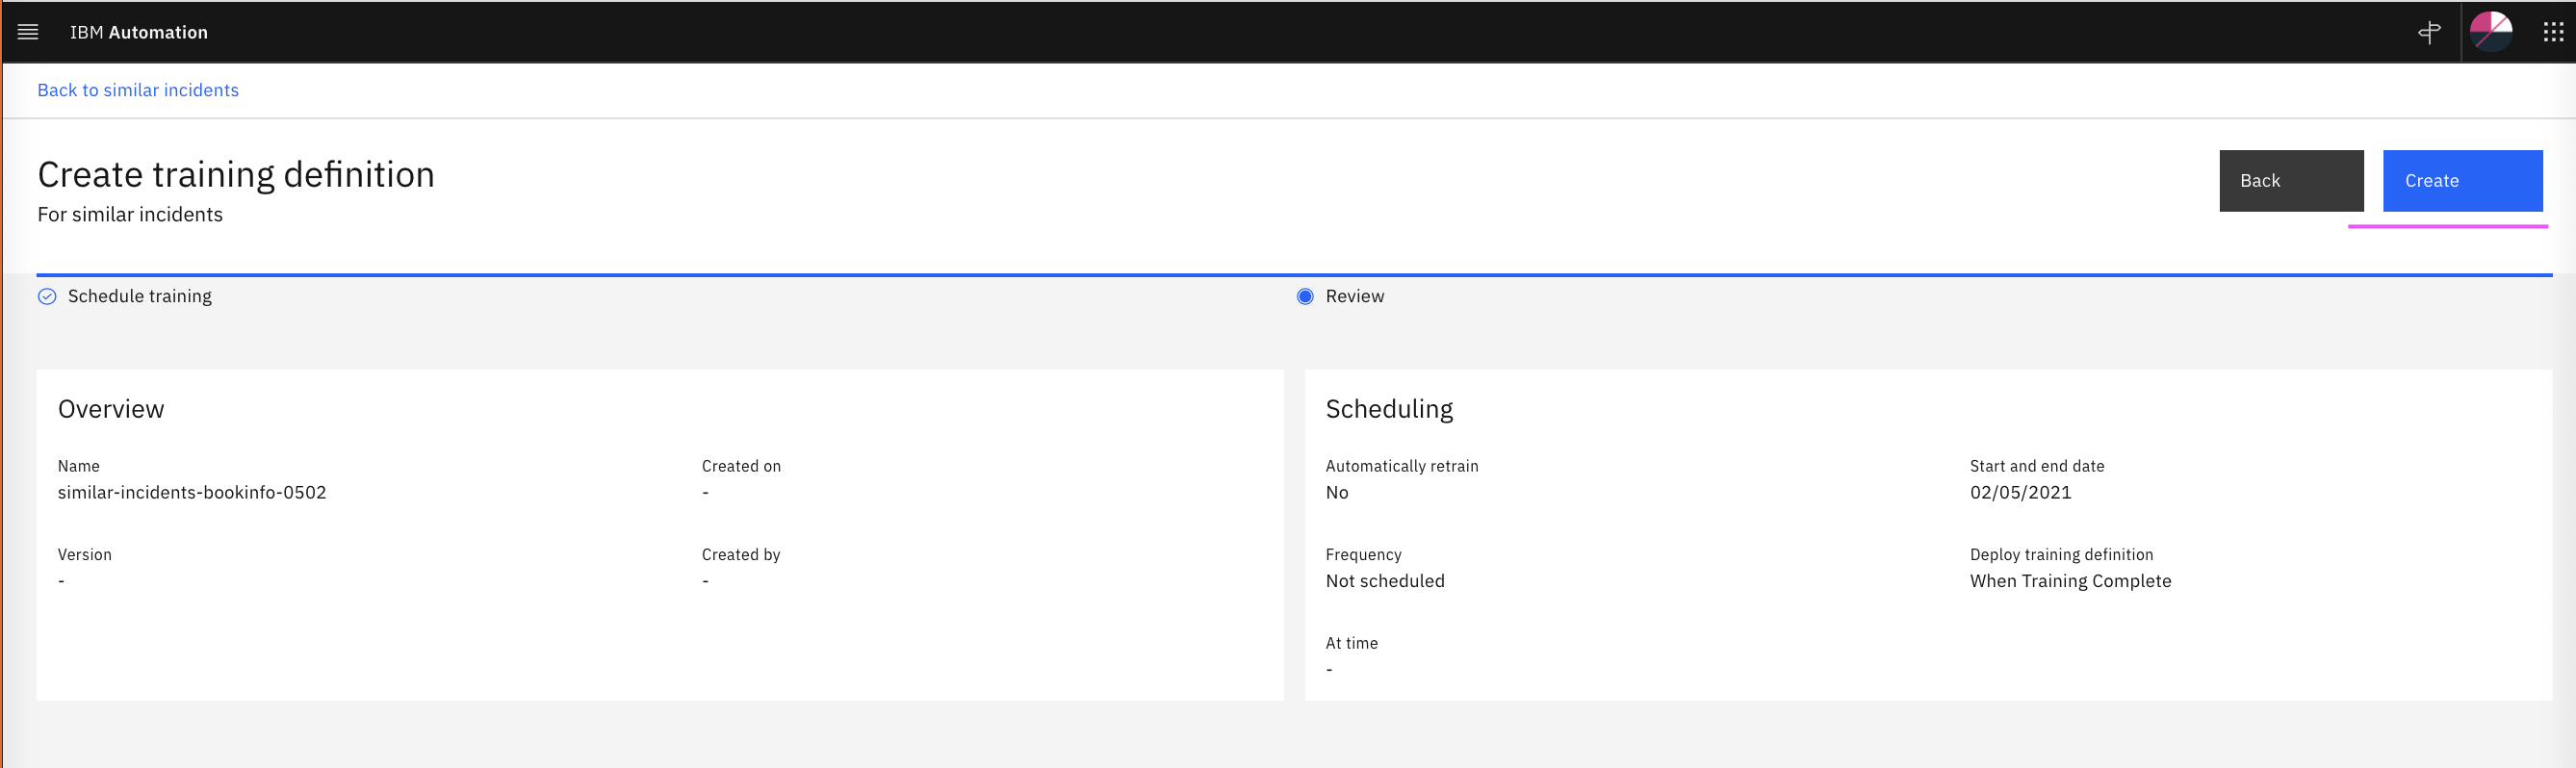 IBM Automation
Back to similar incidents
Create training definition
For similar incidents
Back
Create
Schedule training
Review
Overview
Name
similar-incidents-bookinfo-0502
Created on
-
Version
-
Created by
-
Scheduling
Automatically retrain
No
Start and end date
02/05/2021
Frequency
Not scheduled
Deploy training definition
When Training Complete
At time
-